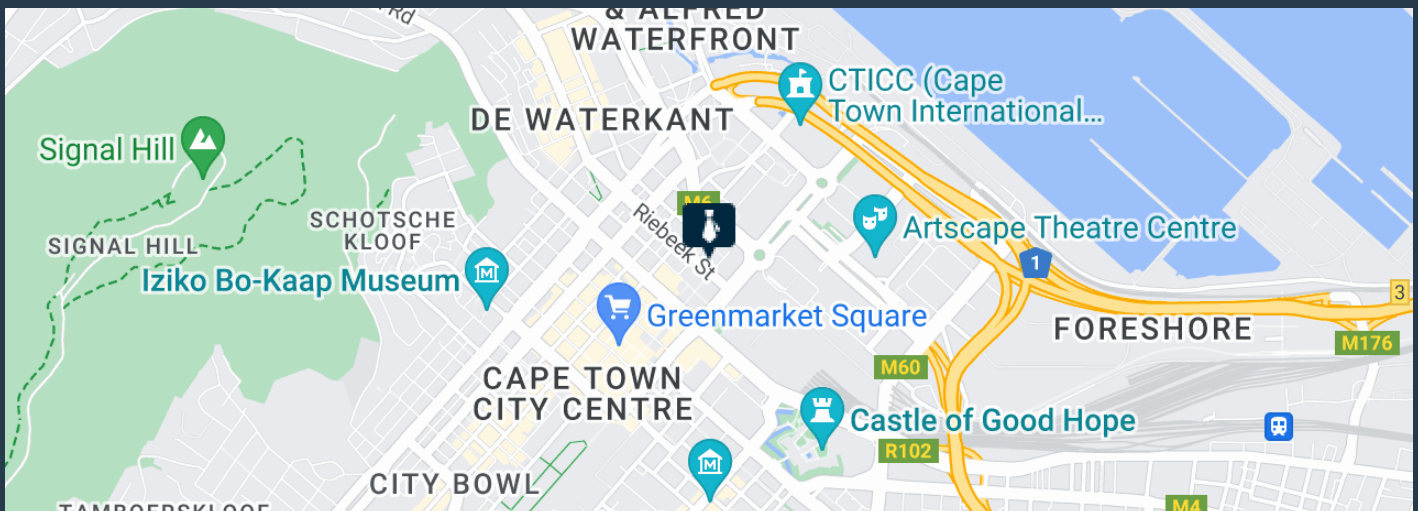 Rd
& ALFRED
WATERFRONT
CTICC (Cape
Town International...
DE WATERKANT
Signal Hill
M6
Riebeek St
SCHOTSCHE
KLOOF
SIGNAL HILL
Artscape Theatre Centre
1
Iziko Bo-Kaap Museum
3
Greenmarket Square
FORESHORE
M176
M60
CAPE TOWN
CITY CENTRE
Castle of Good Hope
R102
CITY BOWL
M4
TAMBOERSKLOOF